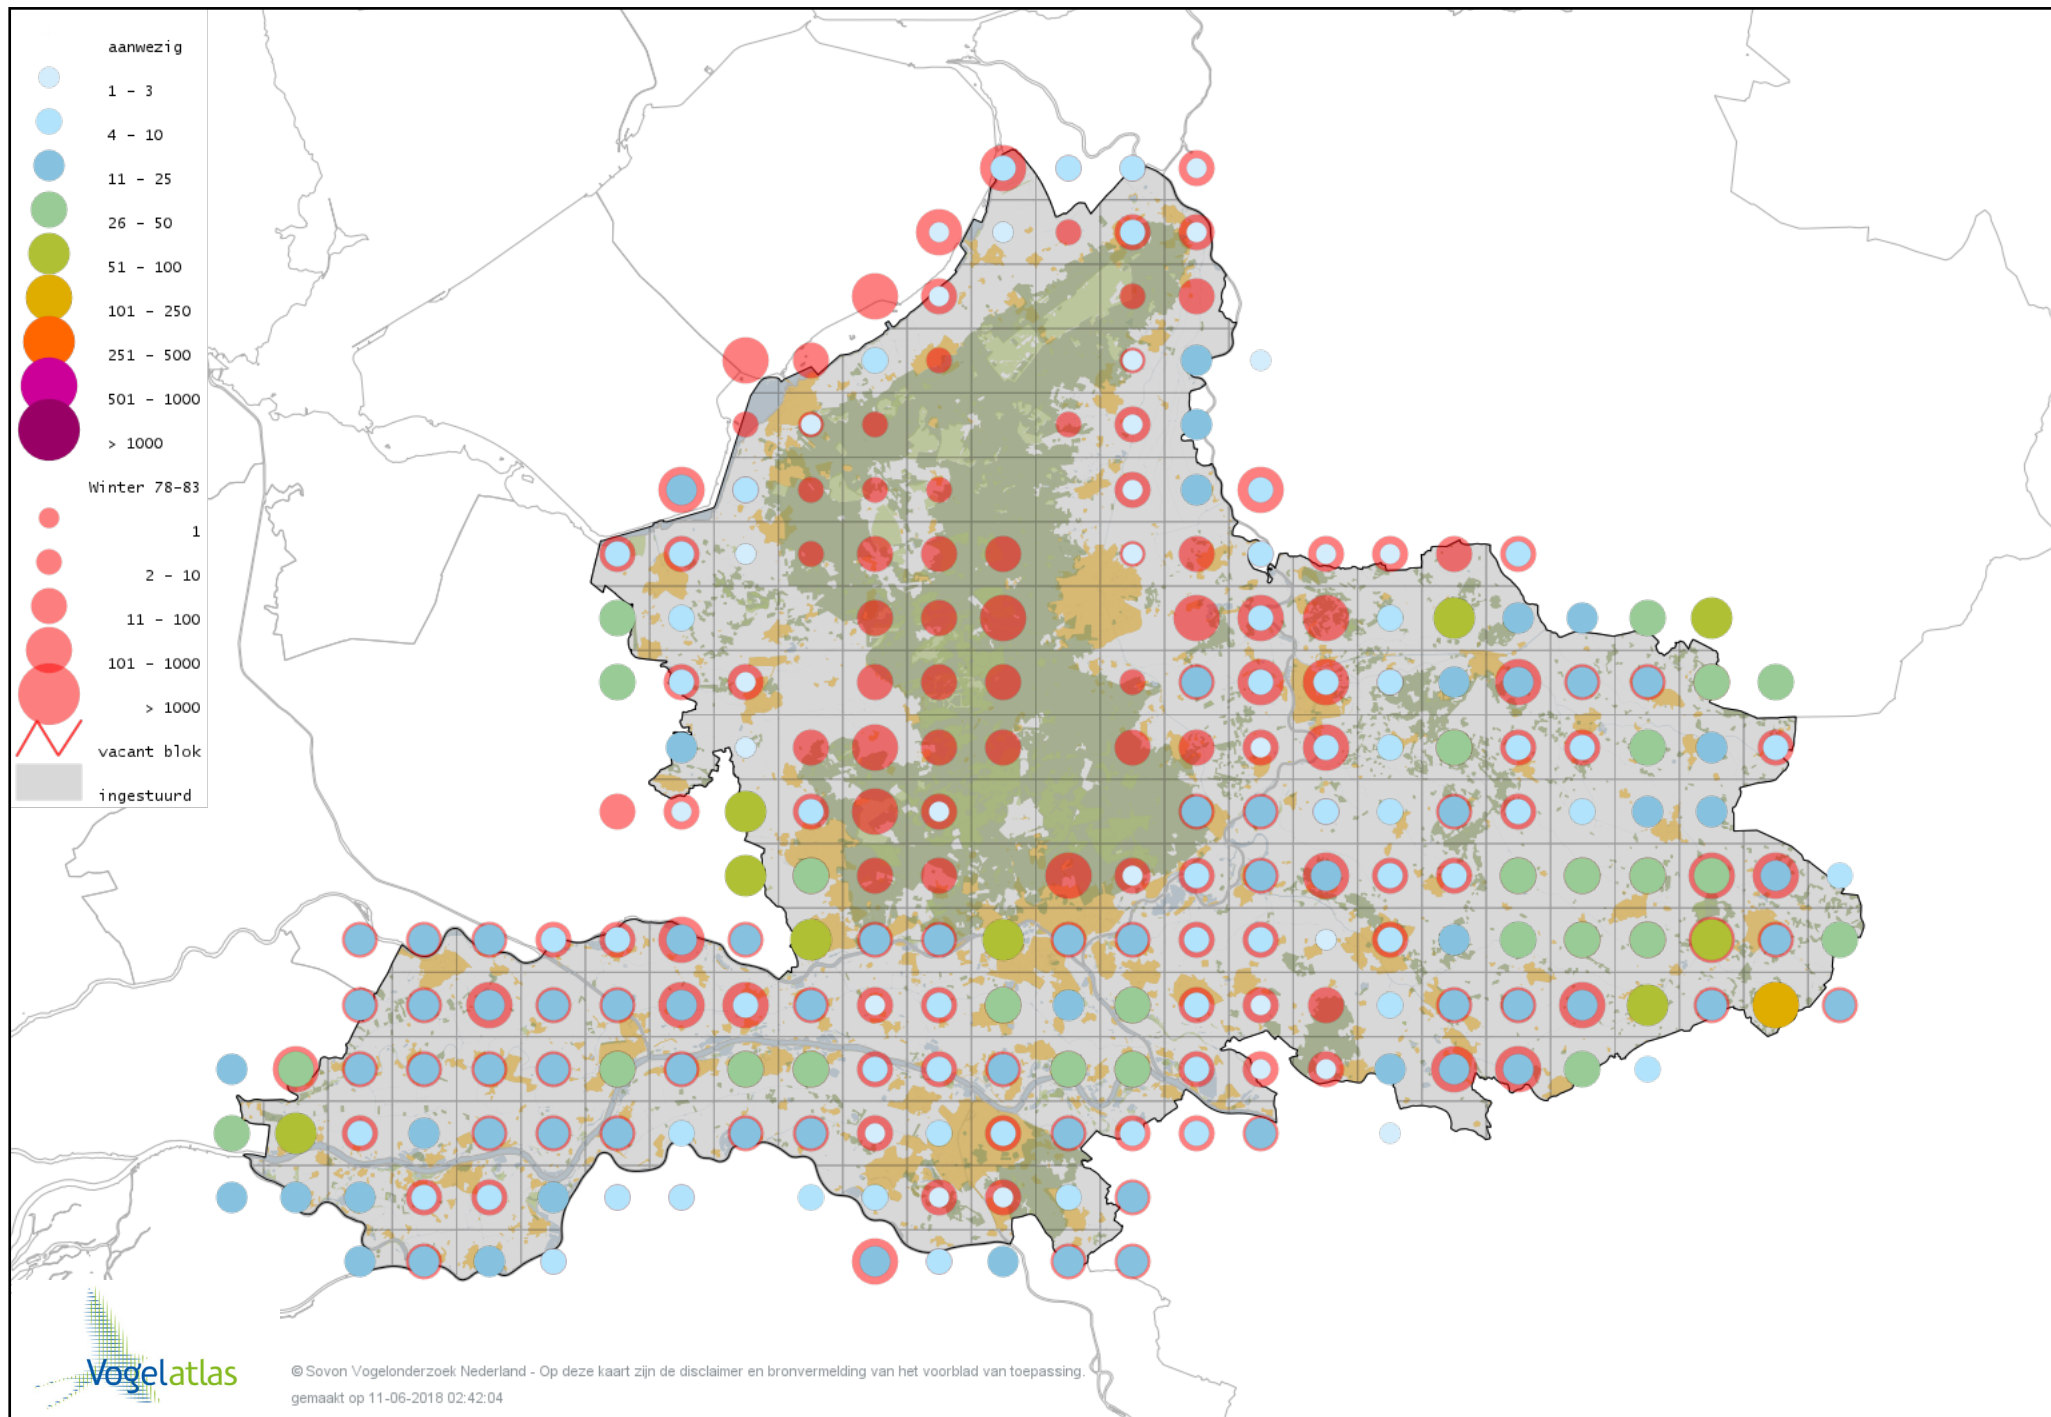 aanwezig
1 - 3
4 - 10
11 - 25
26 - 50
51 - 100
101 - 250
251 - 500
501 - 1000
> 1000
Winter 78-83
1
2 - 10
11 - 100
101 - 1000
> 1000
vacant blok
ingestuurd
Vogelatlas
© Sovon Vogelonderzoek Nederland - Op deze kaart zijn de disclaimer en bronvermelding van het voorblad van toepassing.
gemaakt op 11-06-2018 02:42:04